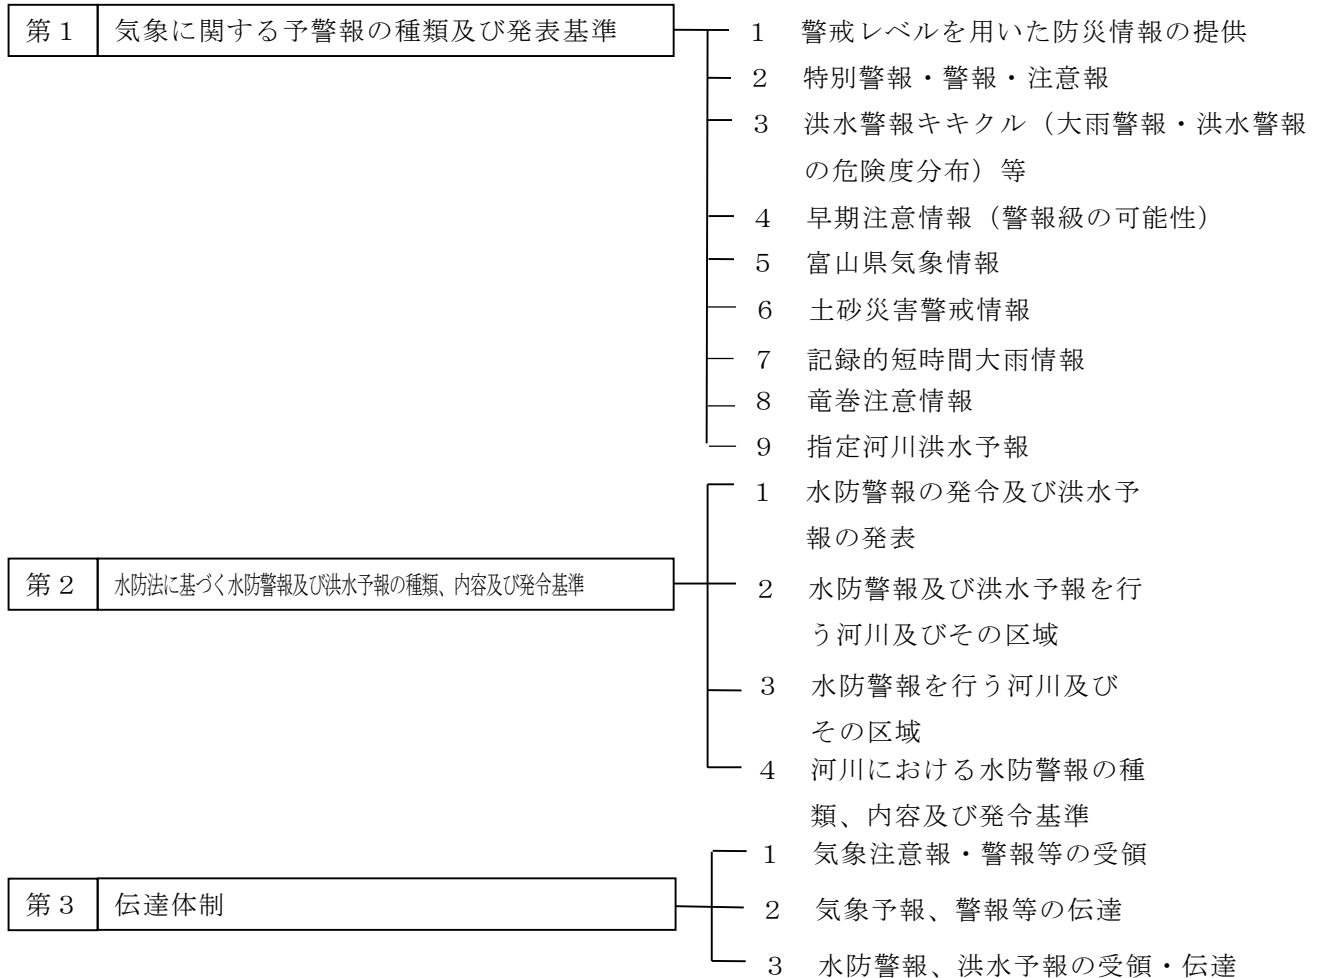 第１ 気象に関する予警報の種類及び発表基準
１ 警戒レベルを用いた防災情報の提供
２ 特別警報・警報・注意報
３ 洪水警報キキクル（大雨警報・洪水警報
の危険度分布）等
４ 早期注意情報（警報級の可能性）
５ 富山県気象情報
６ 土砂災害警戒情報
７ 記録的短時間大雨情報
８ 竜巻注意情報
９ 指定河川洪水予報
第２ 水防法に基づく水防警報及び洪水予報の種類、内容及び発令基準
１ 水防警報の発令及び洪水予
報の発表
２ 水防警報及び洪水予報を行
う河川及びその区域
３ 水防警報を行う河川及び
その区域
４ 河川における水防警報の種
類、内容及び発令基準
第３ 伝達体制
１ 気象注意報・警報等の受領
２ 気象予報、警報等の伝達
３ 水防警報、洪水予報の受領・伝達